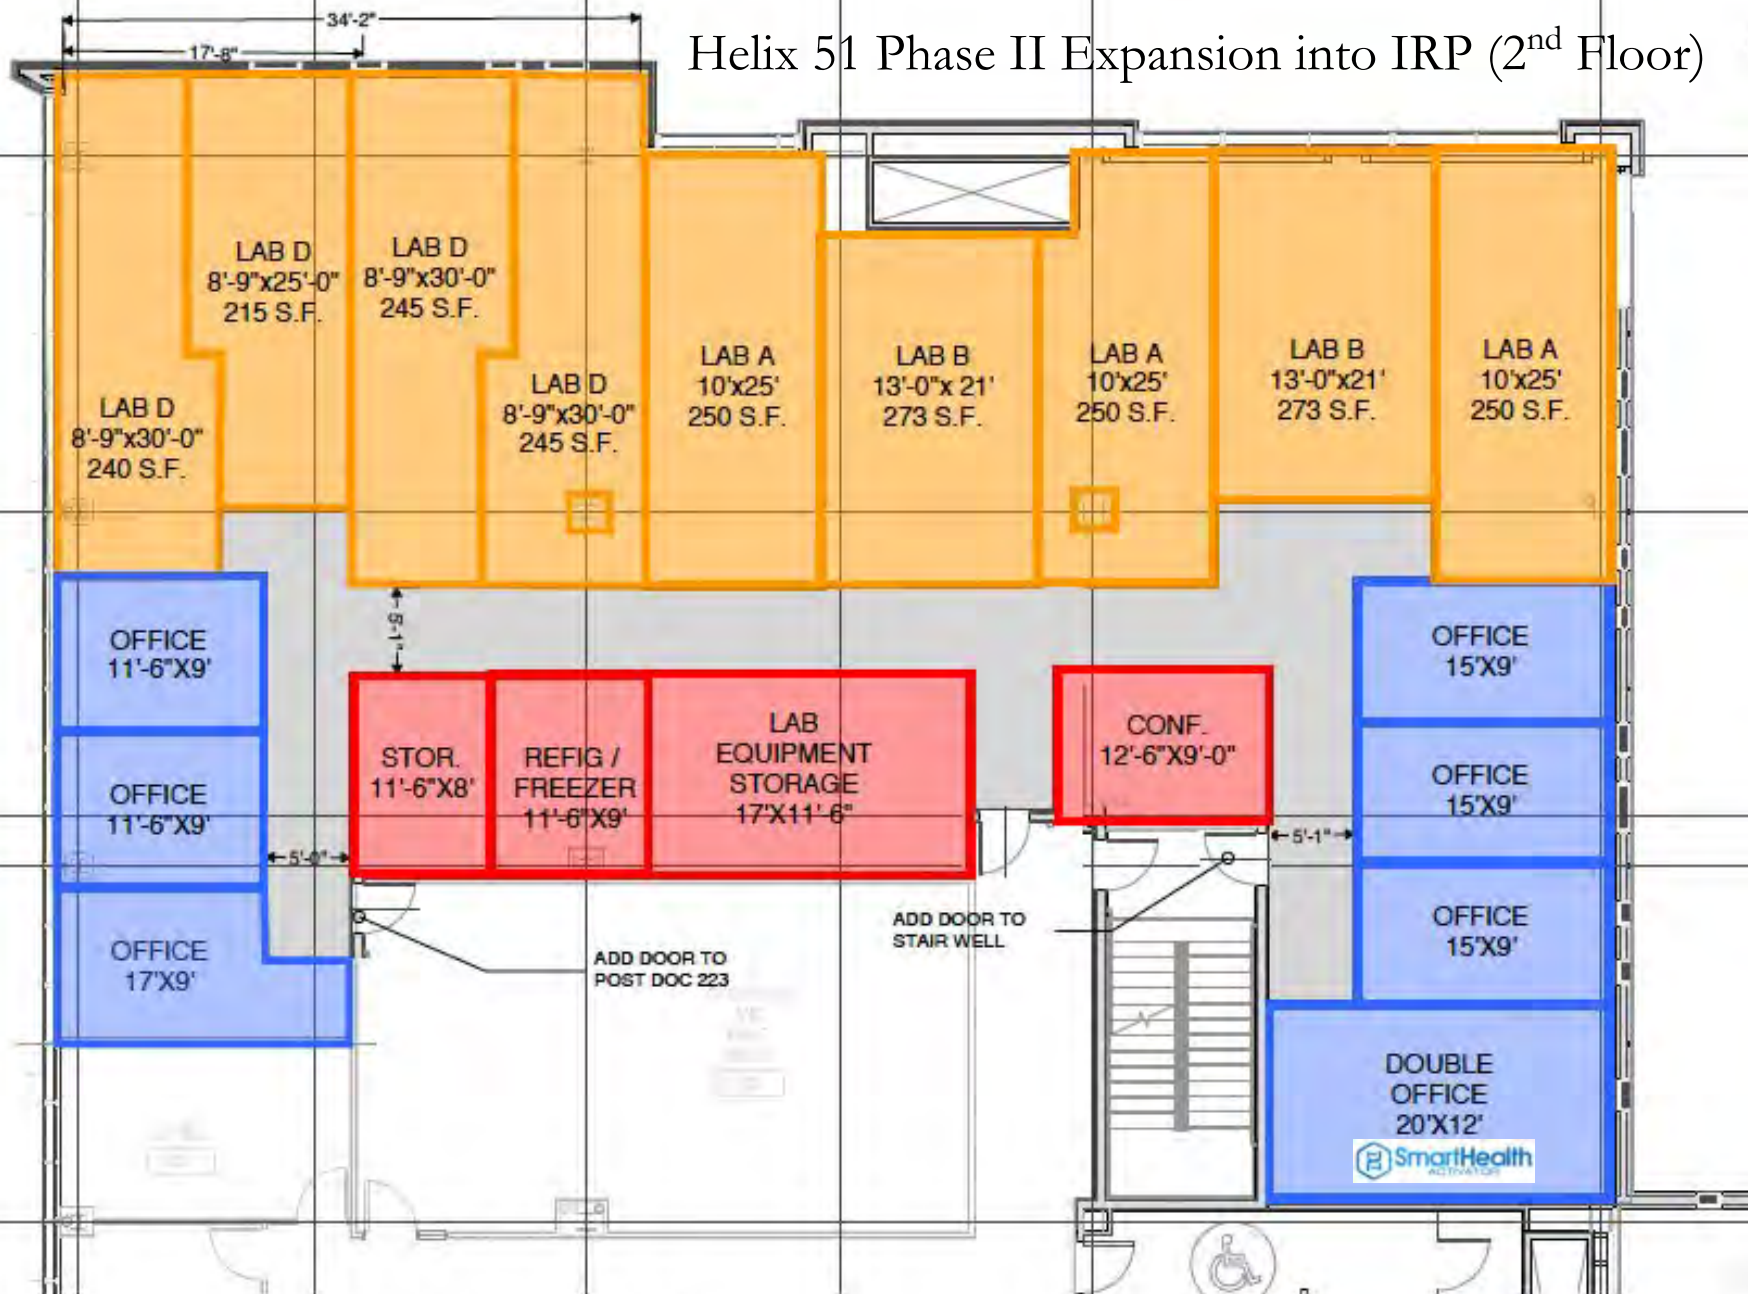 34'-2"
17'-8"
Helix 51 Phase II Expansion into IRP (2nd Floor)
LAB D
8'-9"x25'-0"
215 S.F.
LAB D
8'-9"x30'-0"
245 S.F.
LAB D
8'-9"x30'-0"
240 S.F.
LAB D
8'-9"x30'-0"
245 S.F.
LAB A
10'x25'
250 S.F.
LAB B
13'-0"x 21'
273 S.F.
LAB A
10'x25'
250 S.F.
LAB B
13'-0"x21'
273 S.F.
LAB A
10'x25'
250 S.F.
OFFICE
11'-6"X9'
OFFICE
11'-6"X9'
OFFICE
17'X9'
5'-1"
5'-0"
STOR.
11'-6"X8'
REFIG /
FREEZER
11'-6"X9'
LAB
EQUIPMENT
STORAGE
17'X11'-6"
CONF.
12'-6"X9'-0"
5'-1"
OFFICE
15'X9'
OFFICE
15'X9'
OFFICE
15'X9'
DOUBLE
OFFICE
20'X12'
SmartHealth
ACTIVATOR
ADD DOOR TO
POST DOC 223
ADD DOOR TO
STAIR WELL